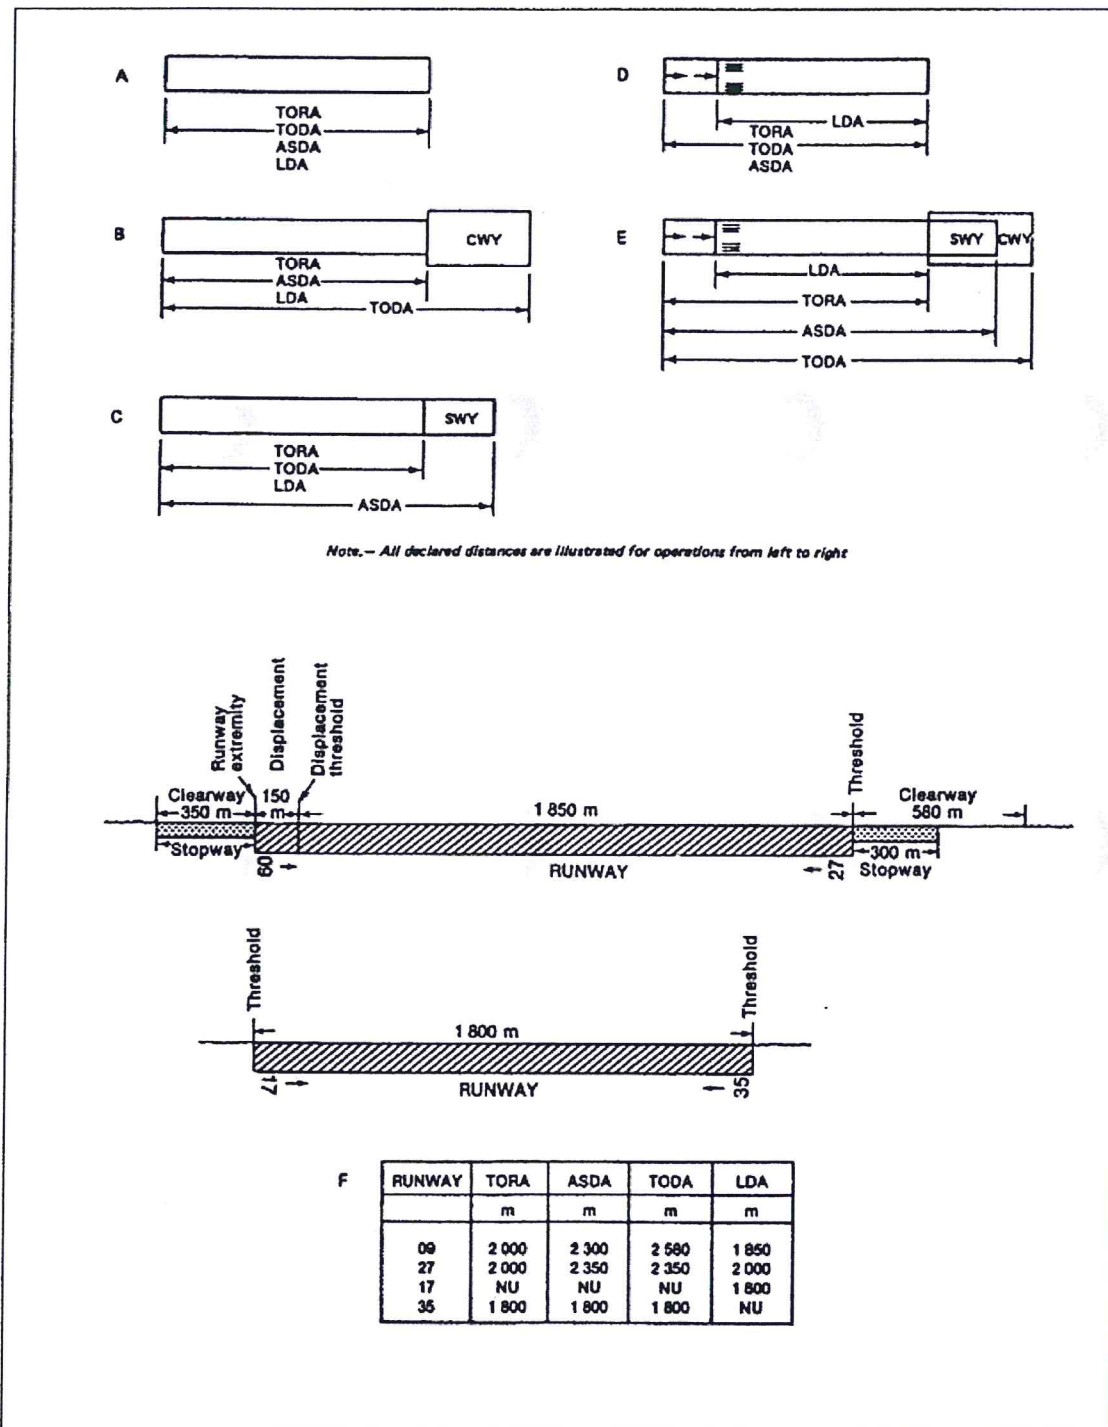 A
TORA
TODA
ASDA
LDA
D
LDA
TORA
TODA
ASDA
B
CWY
TORA
ASDA
LDA
TODA
E
SWY CWY
LDA
TORA
ASDA
TODA
C
SWY
TORA
TODA
LDA
ASDA
Note.— All declared distances are illustrated for operations from left to right
Runway
extremity
Displacement
Displacement
threshold
Threshold
Clearway
350 m
150
m
1 850 m
Clearway
580 m
Stopway
09
RUNWAY
27
300 m
Stopway
Threshold
Threshold
1 800 m
17
RUNWAY
35
F
RUNWAY TORA ASDA TODA LDA
m m m m
09 2 000 2 300 2 580 1 850
27 2 000 2 350 2 350 2 000
17 NU NU NU 1 800
35 1 800 1 800 1 800 NU